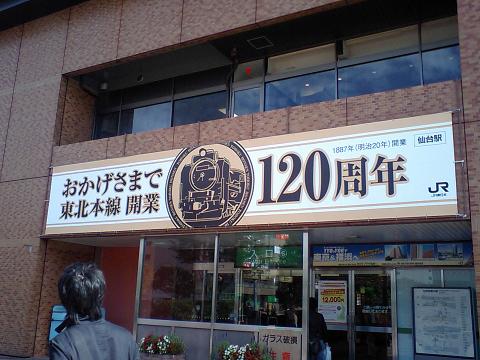 おかげさまで
東北本線 開業
120周年
1887年(明治20年)開業
仙台駅
JR
12,000
ガラス破損